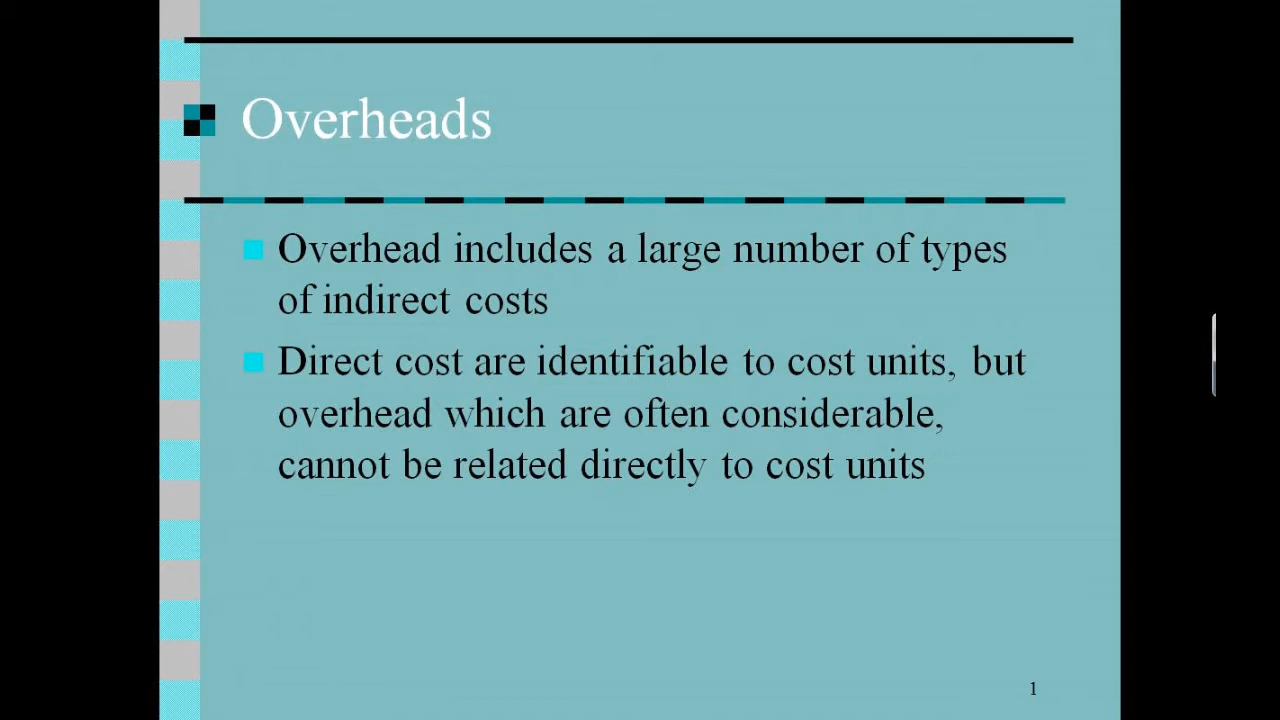 Overheads
Overhead includes a large number of types
of indirect costs
Direct cost are identifiable to cost units, but
overhead which are often considerable,
cannot be related directly to cost units
1